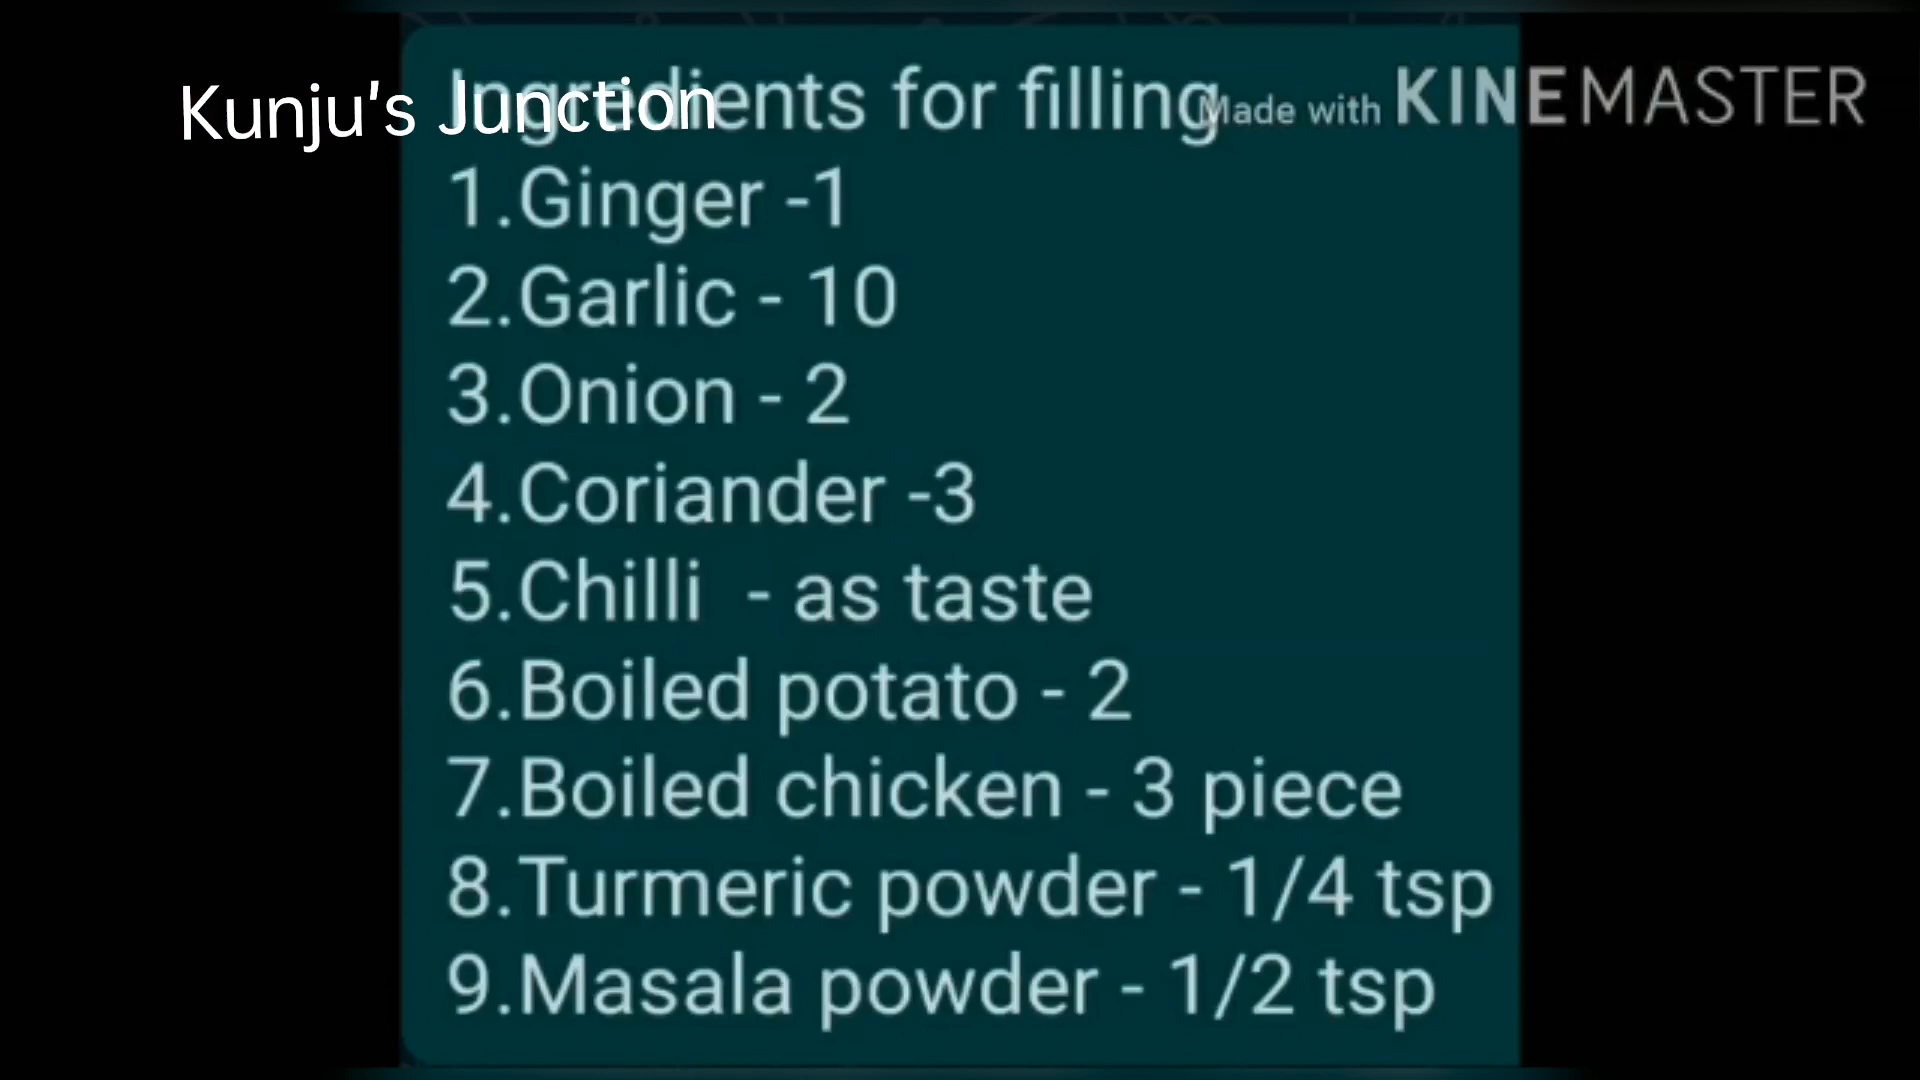 Kunju's Junction
Ingredients for filling
Made with KINEMASTER
1.Ginger -1
2.Garlic - 10
3.Onion - 2
4.Coriander -3
5.Chilli - as taste
6.Boiled potato - 2
7.Boiled chicken - 3 piece
8.Turmeric powder - 1/4 tsp
9.Masala powder - 1/2 tsp